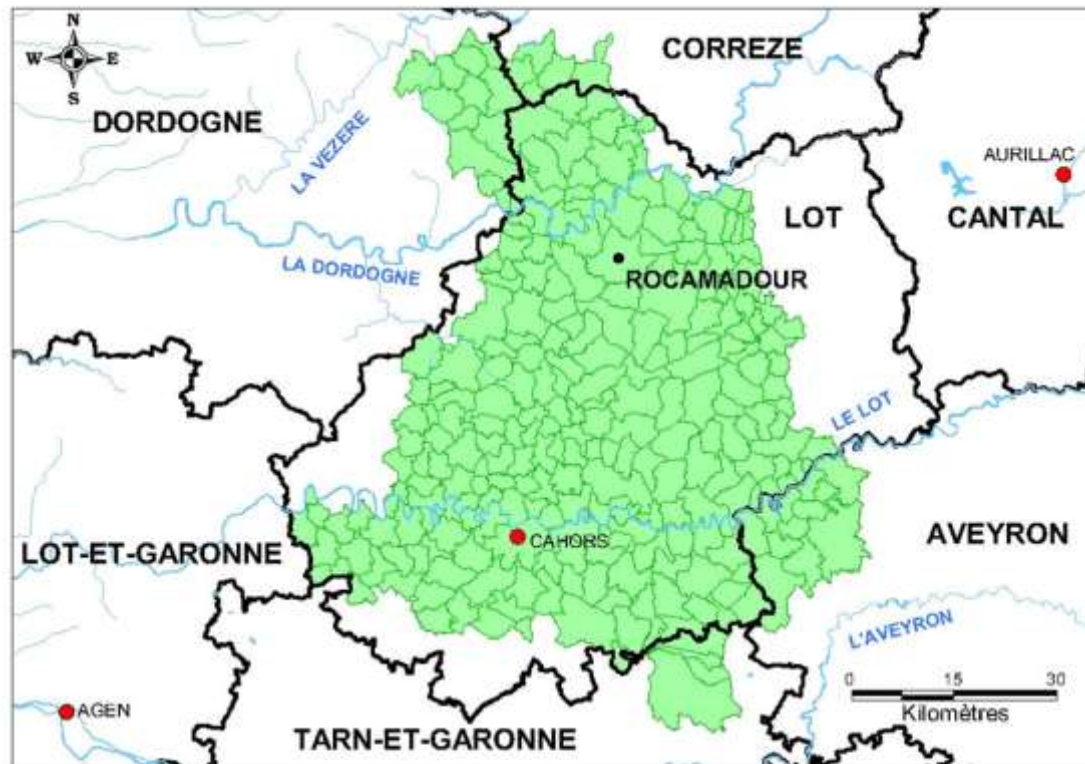 N
W E
S
CORREZE
DORDOGNE
LA VEZERE
AURILLAC
LOT
CANTAL
LA DORDOGNE
ROCAMADOUR
LE LOT
CAHORS
LOT-ET-GARONNE
AVEYRON
L'AVEYRON
0 15 30
Kilomètres
AGEN
TARN-ET-GARONNE